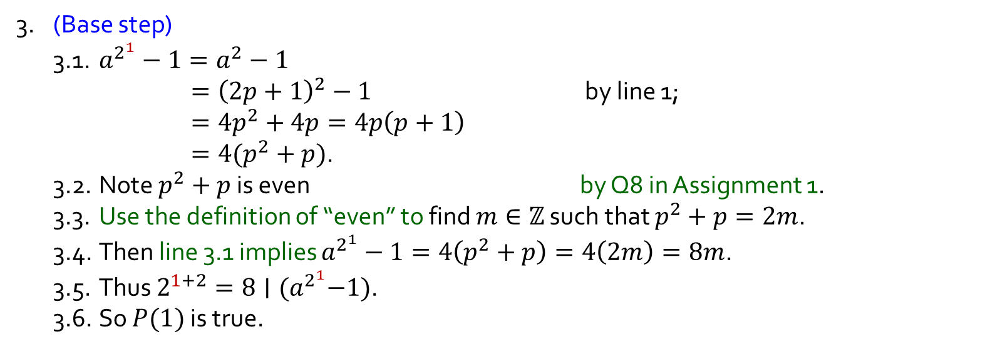 3. (Base step)
3.1. $a^{2^1} - 1 = a^2 - 1$
$= (2p + 1)^2 - 1$ by line 1;
$= 4p^2 + 4p = 4p(p + 1)$
$= 4(p^2 + p).$
3.2. Note $p^2 + p$ is even by Q8 in Assignment 1.
3.3. Use the definition of “even” to find $m \in \mathbb{Z}$ such that $p^2 + p = 2m.$
3.4. Then line 3.1 implies $a^{2^1} - 1 = 4(p^2 + p) = 4(2m) = 8m.$
3.5. Thus $2^{1+2} = 8 \mid (a^{2^1} - 1).$
3.6. So $P(1)$ is true.